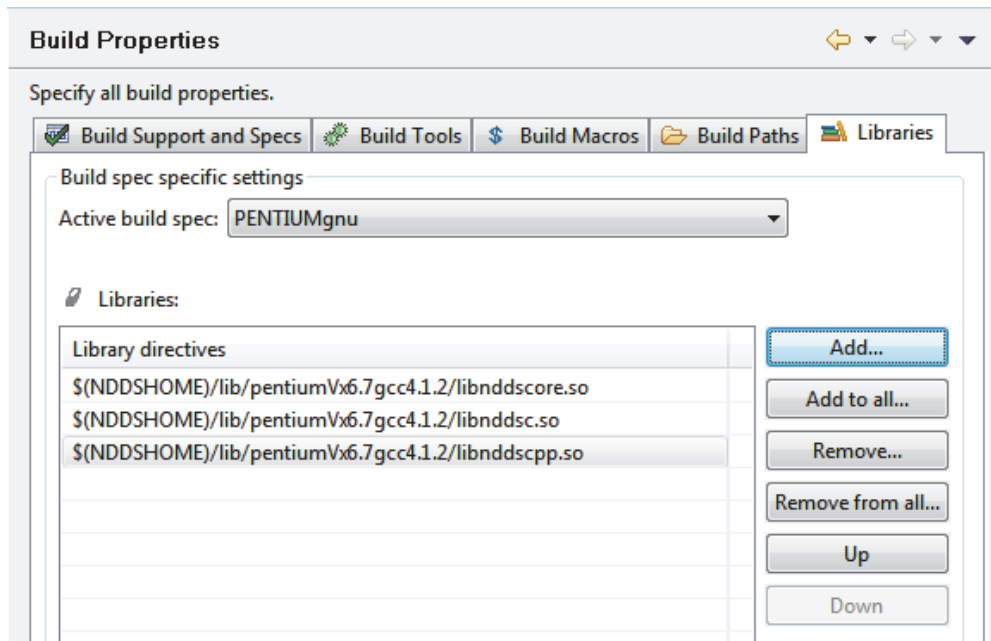 Build Properties
Specify all build properties.
Build Support and Specs Build Tools $ Build Macros Build Paths Libraries
Build spec specific settings
Active build spec: PENTIUMgnu
Libraries:
Library directives
$(NDDSHOME)/lib/pentiumVx6.7gcc4.1.2/libnddscore.so
$(NDDSHOME)/lib/pentiumVx6.7gcc4.1.2/libnddsc.so
$(NDDSHOME)/lib/pentiumVx6.7gcc4.1.2/libnddscpp.so
Add...
Add to all...
Remove...
Remove from all...
Up
Down